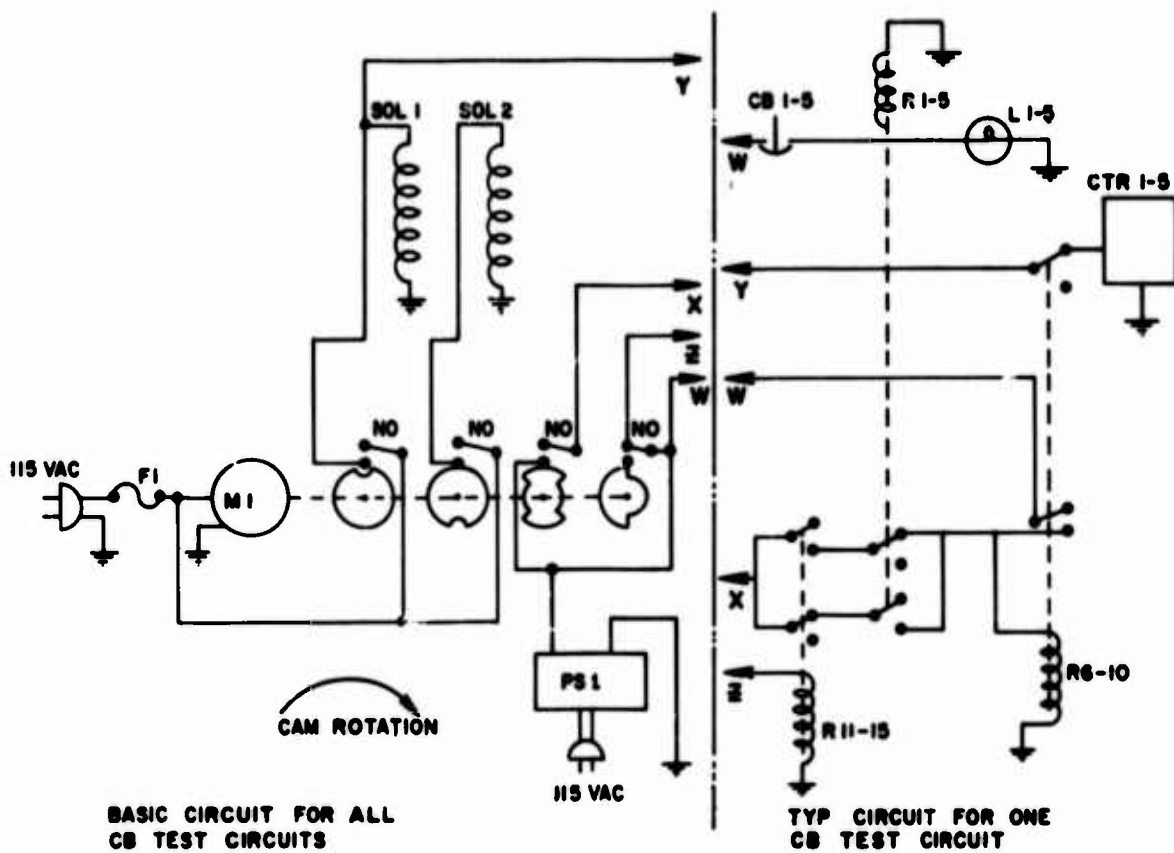 Y
SOL 1
SOL 2
CB 1-5
R 1-5
L 1-5
W
CTR 1-5
X
Y
Z
W
W
NO
NO
NO
NO
115 VAC
F1
M1
X
PS 1
Z
R6-10
R 11-15
CAM ROTATION
115 VAC
BASIC CIRCUIT FOR ALL
CB TEST CIRCUITS
TYP CIRCUIT FOR ONE
CB TEST CIRCUIT